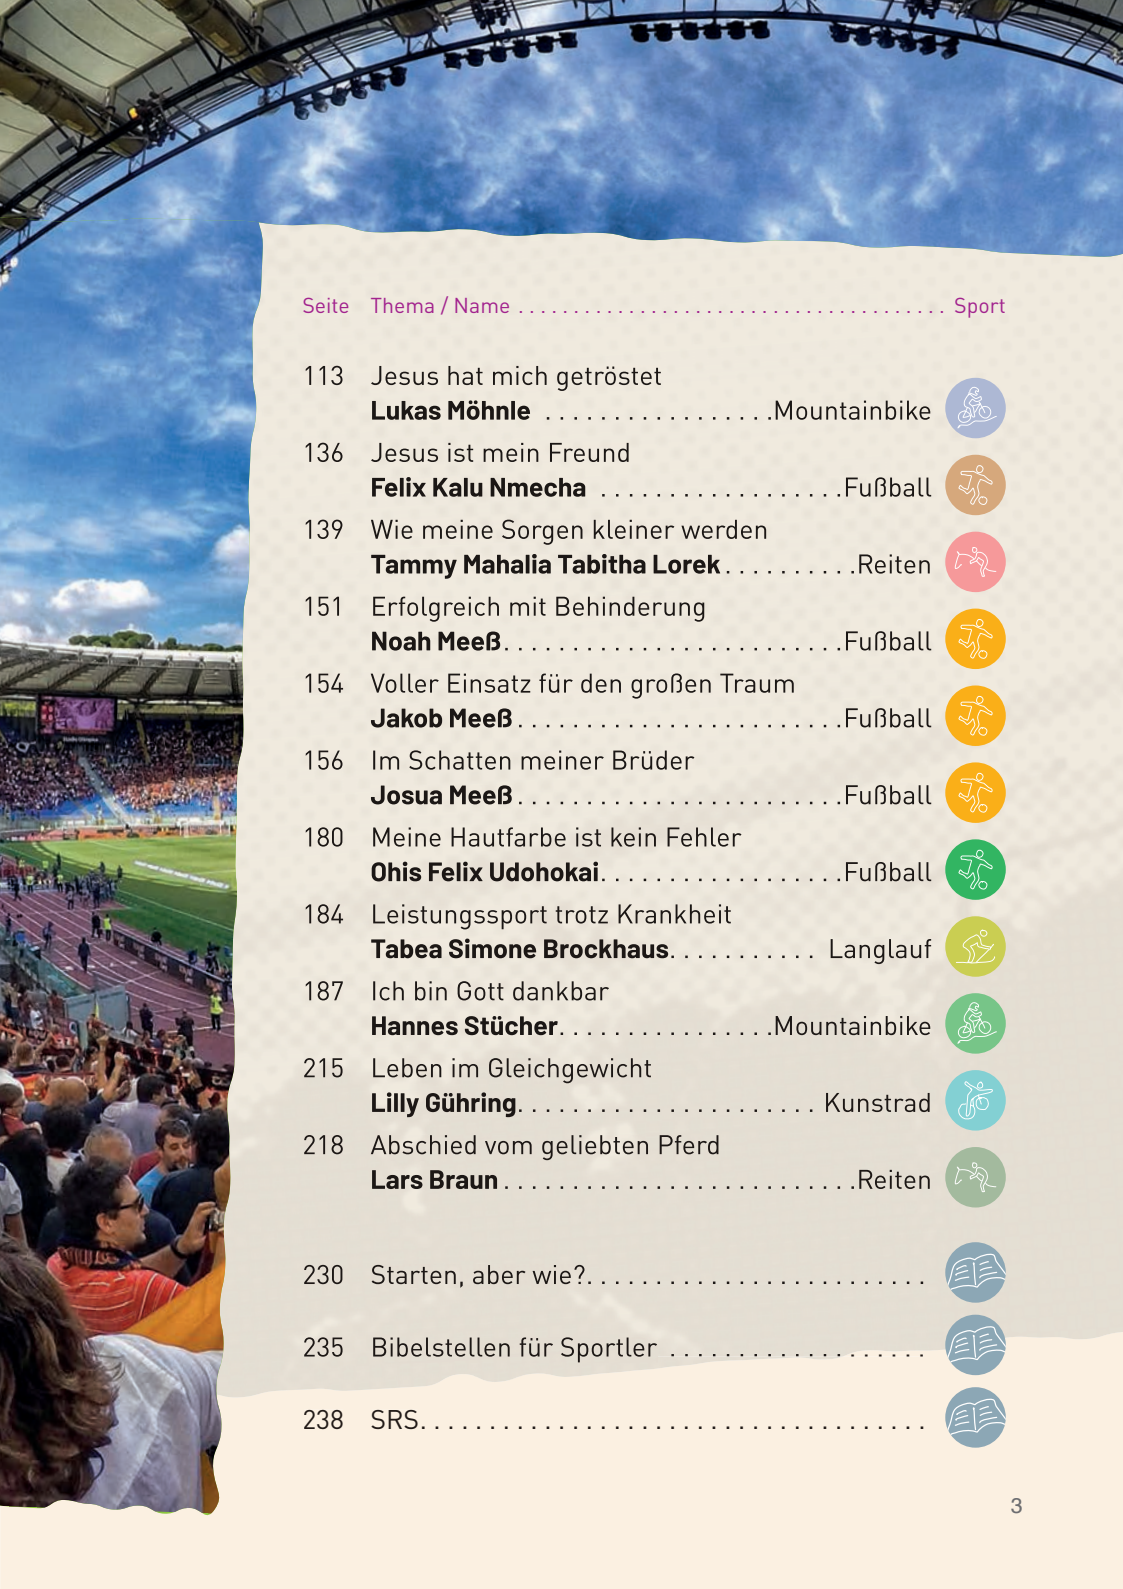 Seite Thema / Name . . . . . . . . . . . . . . . . . . . . . . . . . . . . . . . . . . . . . . . Sport
113 Jesus hat mich getröstet
Lukas Möhnle . . . . . . . . . . . . . . . . .Mountainbike
136 Jesus ist mein Freund
Felix Kalu Nmecha . . . . . . . . . . . . . . . . . .Fußball
139 Wie meine Sorgen kleiner werden
Tammy Mahalia Tabitha Lorek . . . . . . . . . .Reiten
151 Erfolgreich mit Behinderung
Noah Meeß. . . . . . . . . . . . . . . . . . . . . . . . .Fußball
154 Voller Einsatz für den großen Traum
Jakob Meeß . . . . . . . . . . . . . . . . . . . . . . . .Fußball
156 Im Schatten meiner Brüder
Josua Meeß . . . . . . . . . . . . . . . . . . . . . . . .Fußball
180 Meine Hautfarbe ist kein Fehler
Ohis Felix Udohokai. . . . . . . . . . . . . . . . . .Fußball
184 Leistungssport trotz Krankheit
Tabea Simone Brockhaus. . . . . . . . . . . Langlauf
187 Ich bin Gott dankbar
Hannes Stücher. . . . . . . . . . . . . . . .Mountainbike
215 Leben im Gleichgewicht
Lilly Gühring. . . . . . . . . . . . . . . . . . . . . . Kunstrad
218 Abschied vom geliebten Pferd
Lars Braun . . . . . . . . . . . . . . . . . . . . . . . . . .Reiten
230 Starten, aber wie?. . . . . . . . . . . . . . . . . . . . . . . . .
235 Bibelstellen für Sportler . . . . . . . . . . . . . . . . . . .
238 SRS. . . . . . . . . . . . . . . . . . . . . . . . . . . . . . . . . . . . .
3